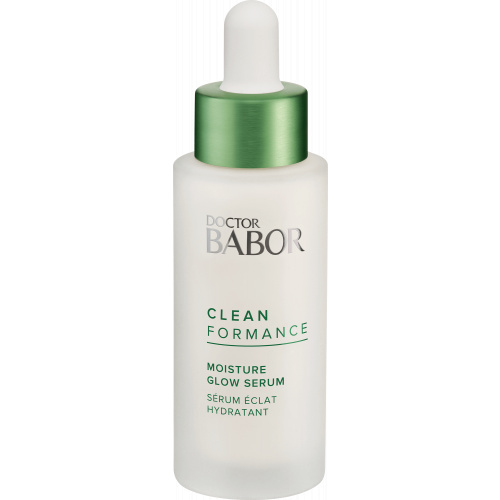 DOCTOR
BABOR
CLEAN
FORMANCE
MOISTURE
GLOW SERUM
SÉRUM ÉCLAT
HYDRATANT